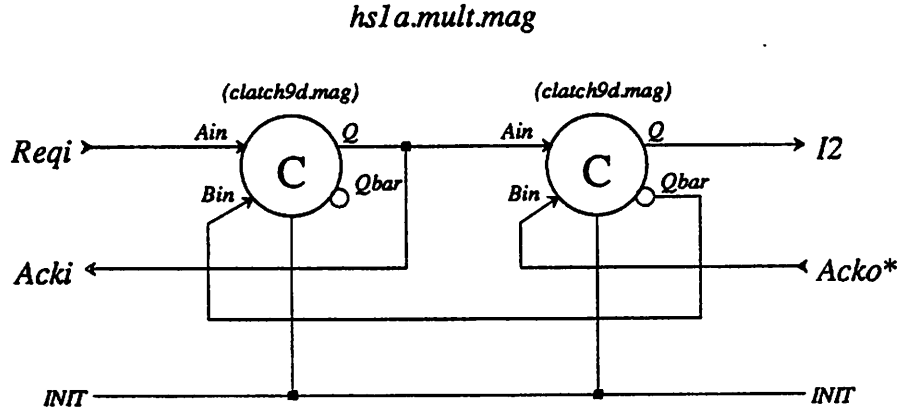 hs1a.mult.mag
(clatch9d.mag) (clatch9d.mag)
Reqi Ain C Q Ain C Q I2
Bin Qbar Bin Qbar
Acki Acko*
INIT INIT